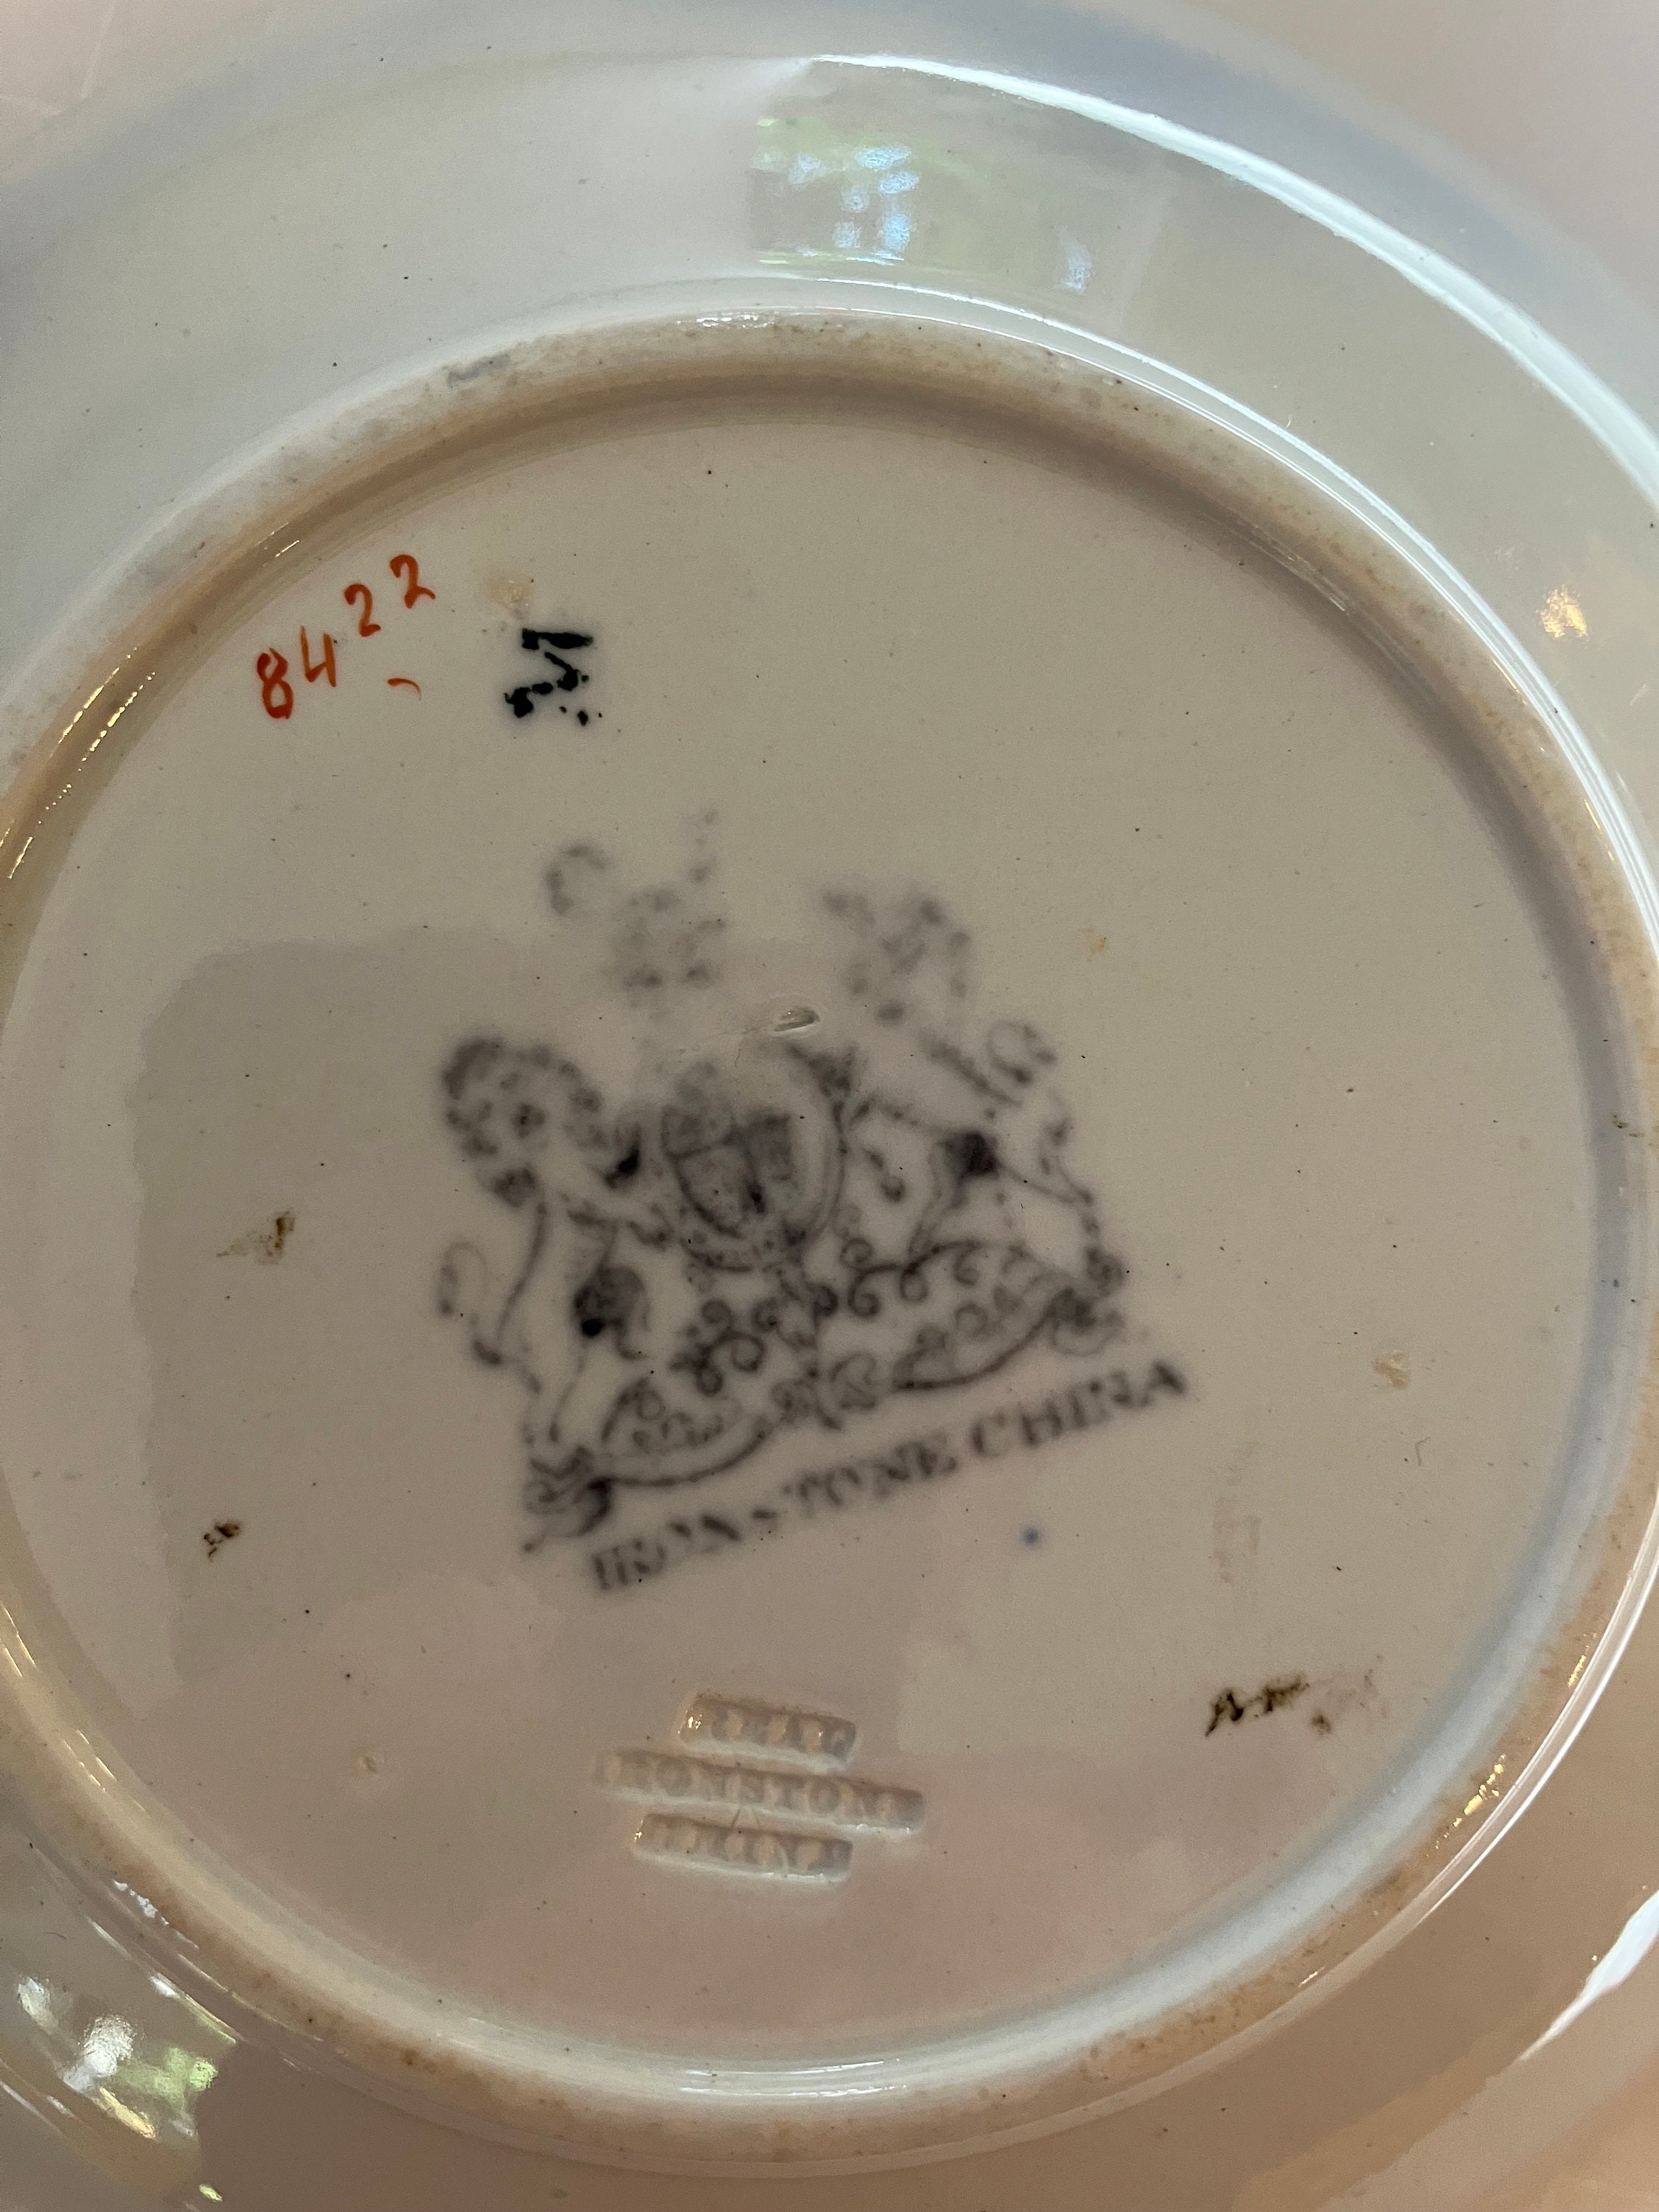 8422
M
IRONSTONE CHINA
REAL
IRONSTONE
CHINA